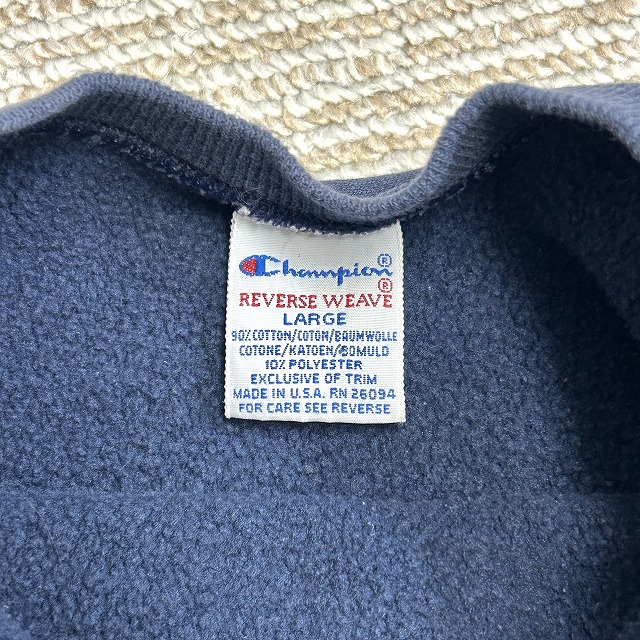 Champion®
REVERSE WEAVE®
LARGE
90% COTTON/COTON/BAUMWOLLE
COTONE/KATOEN/BOMULD
10% POLYESTER
EXCLUSIVE OF TRIM
MADE IN U.S.A. RN 26094
FOR CARE SEE REVERSE